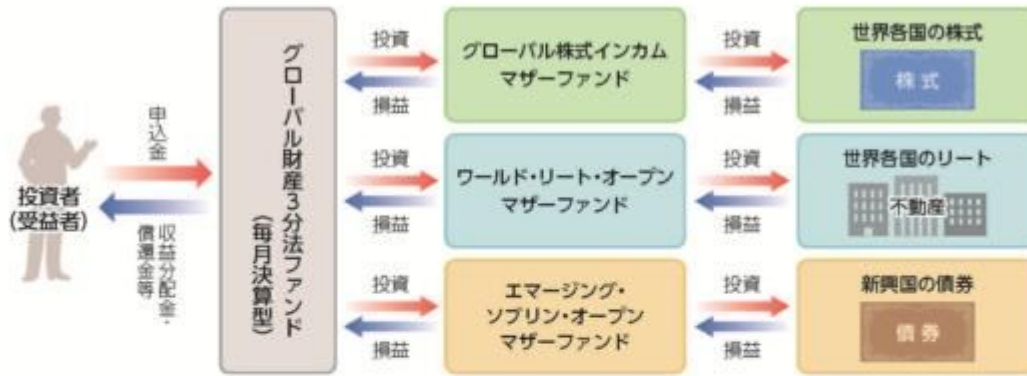 投資者
(受益者)
申込金
収益分配金・
償還金等
グローバル財産3分法ファンド
(毎月決算型)
投資
損益
グローバル株式インカム
マザーファンド
投資
損益
世界各国の株式
株式
投資
損益
ワールド・リート・オープン
マザーファンド
投資
損益
世界各国のリート
不動産
投資
損益
エマージング・
ソブリン・オープン
マザーファンド
投資
損益
新興国の債券
債券